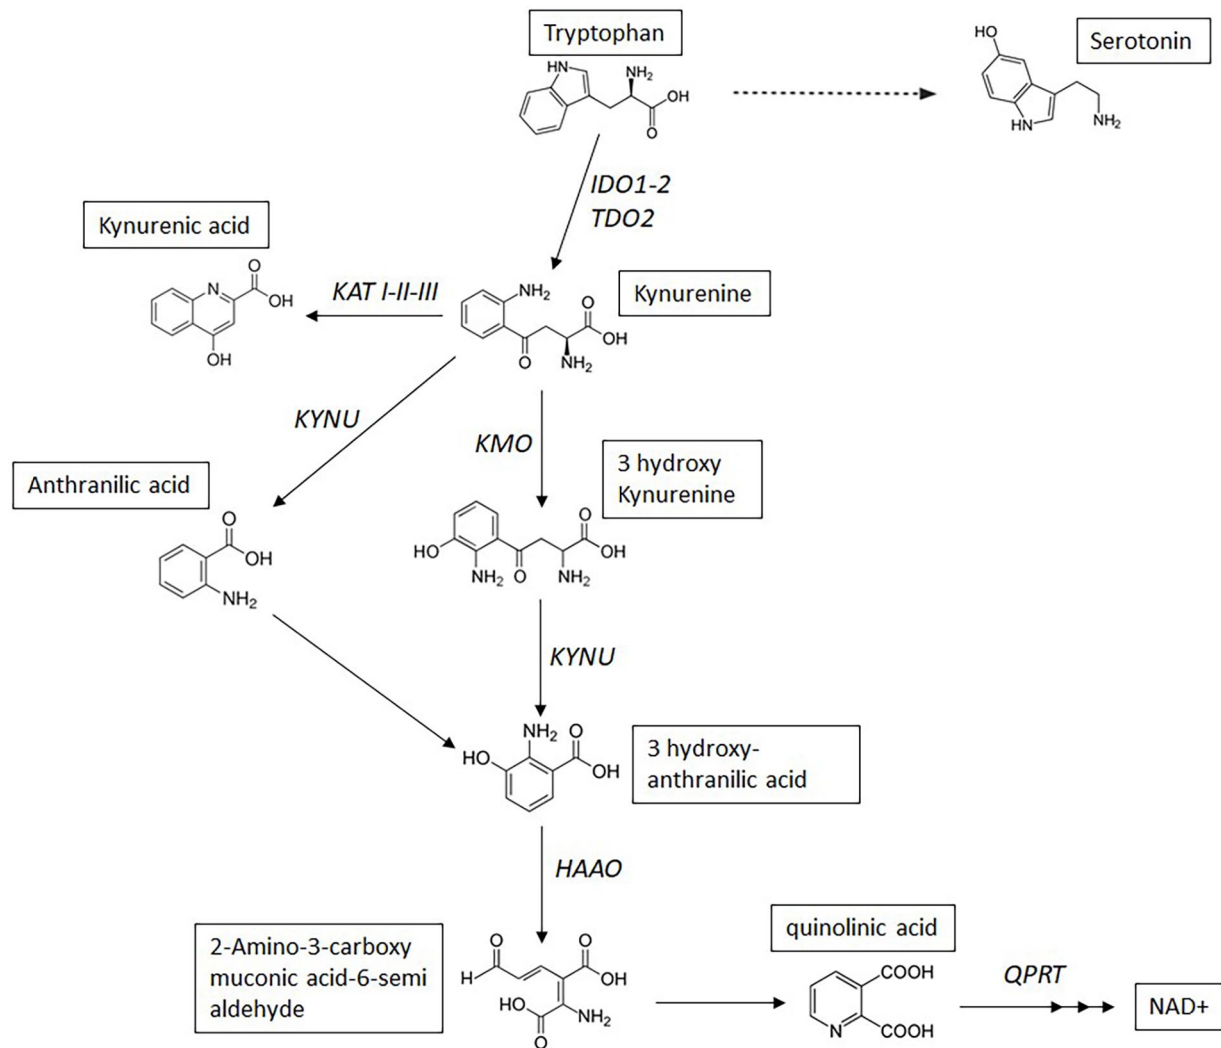 Tryptophan
Serotonin
HN
NH2
OH
O
HO
HN
NH2
IDO1-2
TDO2
Kynurenic acid
O
N
OH
OH
KAT I-II-III
NH2
O
OH
O
NH2
Kynurenine
KYNU
KMO
3 hydroxy
Kynurenine
Anthranilic acid
O
OH
NH2
O
HO
OH
NH2
O
NH2
KYNU
NH2
O
HO
OH
3 hydroxy-
anthranilic acid
HAAO
2-Amino-3-carboxy
muconic acid-6-semi
aldehyde
O
O
H
OH
HO
NH2
O
quinolinic acid
COOH
COOH
N
QPRT
NAD+